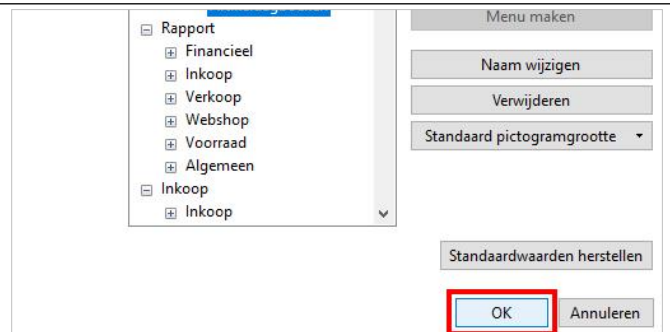 Menu maken
Rapport
Financieel
Inkoop
Verkoop
Webshop
Voorraad
Algemeen
Inkoop
Inkoop
Naam wijzigen
Verwijderen
Standaard pictogramgrootte
Standaardwaarden herstellen
OK
Annuleren